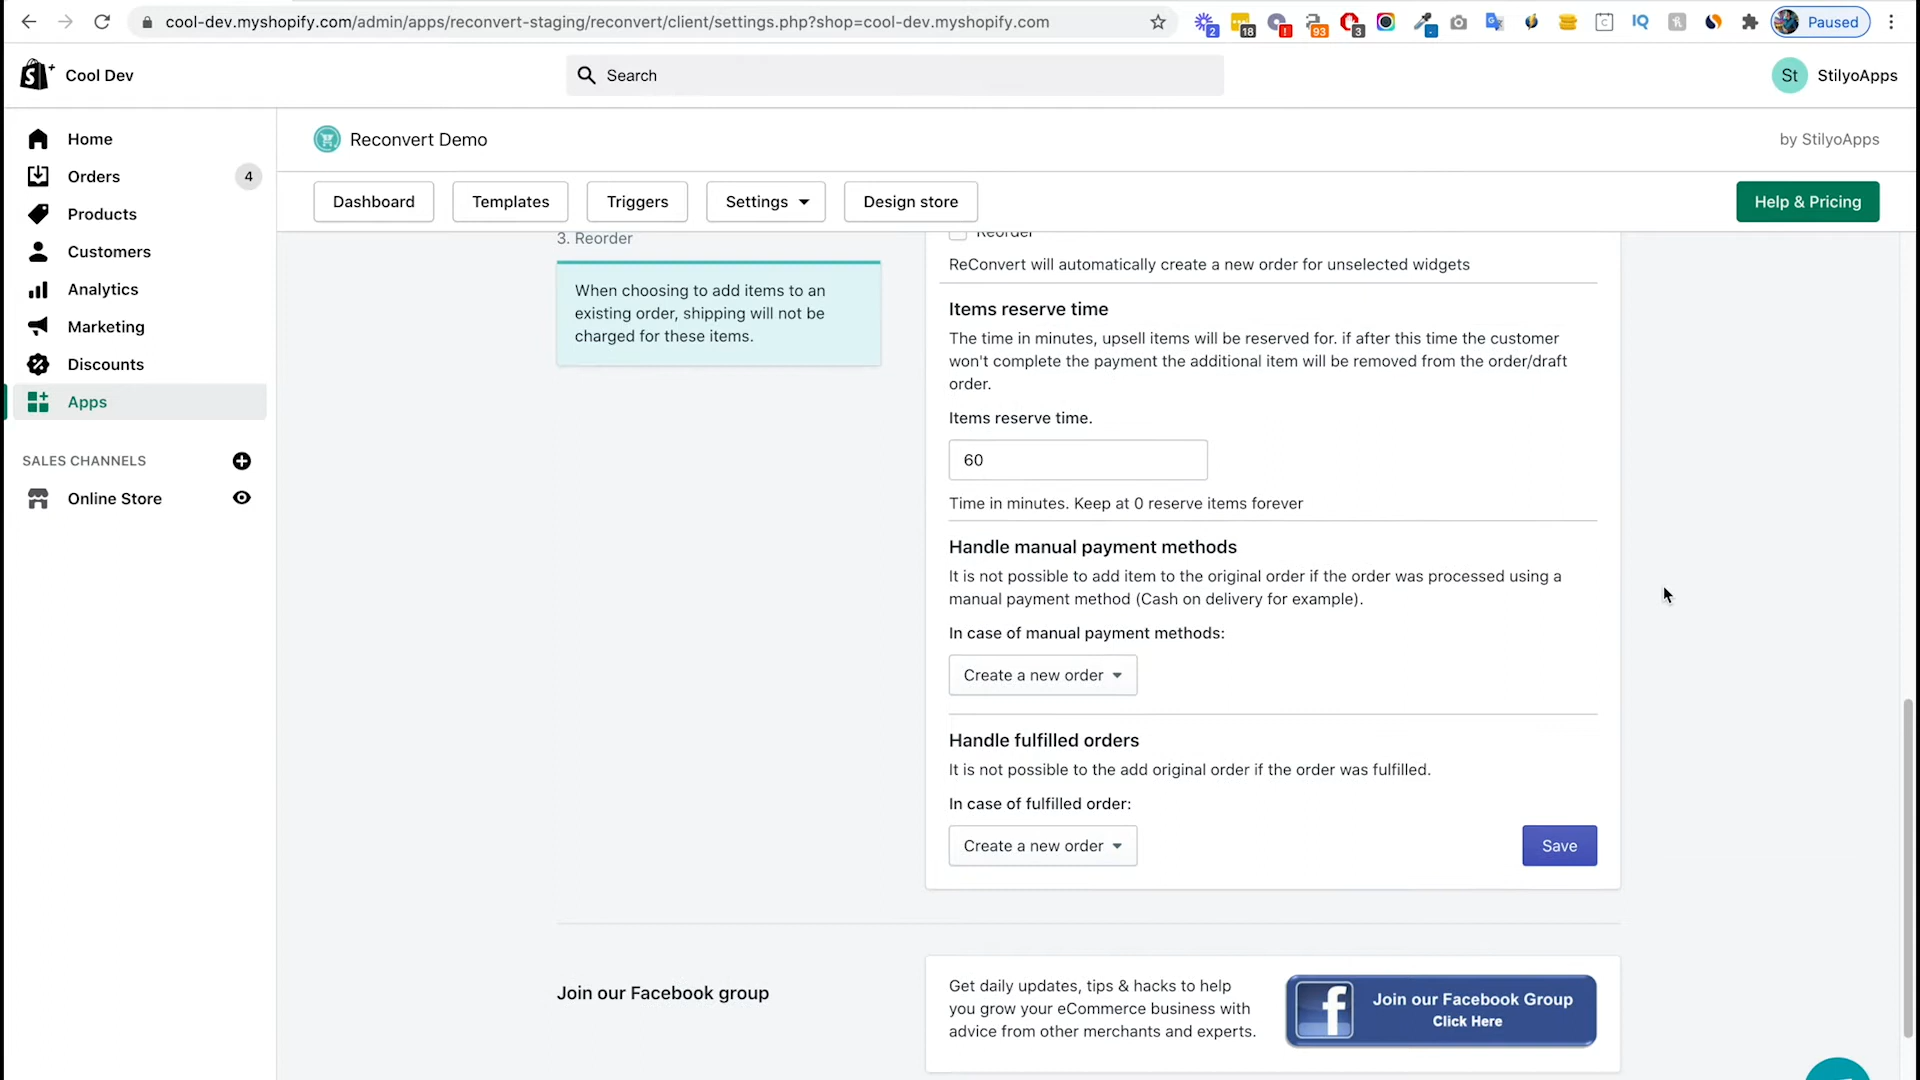 cool-dev.myshopify.com/admin/apps/reconvert-staging/reconvert/client/settings.php?shop=cool-dev.myshopify.com
2
18
!
93
3
IQ
Paused
Cool Dev
Search
St
StilyoApps
Home
Orders
4
Products
Customers
Analytics
Marketing
Discounts
Apps
SALES CHANNELS
Online Store
Reconvert Demo
by StilyoApps
Dashboard
Templates
Triggers
Settings
Design store
Help & Pricing
3. Reorder
When choosing to add items to an
existing order, shipping will not be
charged for these items.
Reorder
ReConvert will automatically create a new order for unselected widgets
Items reserve time
The time in minutes, upsell items will be reserved for. if after this time the customer
won't complete the payment the additional item will be removed from the order/draft
order.
Items reserve time.
60
Time in minutes. Keep at 0 reserve items forever
Handle manual payment methods
It is not possible to add item to the original order if the order was processed using a
manual payment method (Cash on delivery for example).
In case of manual payment methods:
Create a new order
Handle fulfilled orders
It is not possible to the add original order if the order was fulfilled.
In case of fulfilled order:
Create a new order
Save
Join our Facebook group
Get daily updates, tips & hacks to help
you grow your eCommerce business with
advice from other merchants and experts.
Join our Facebook Group
Click Here